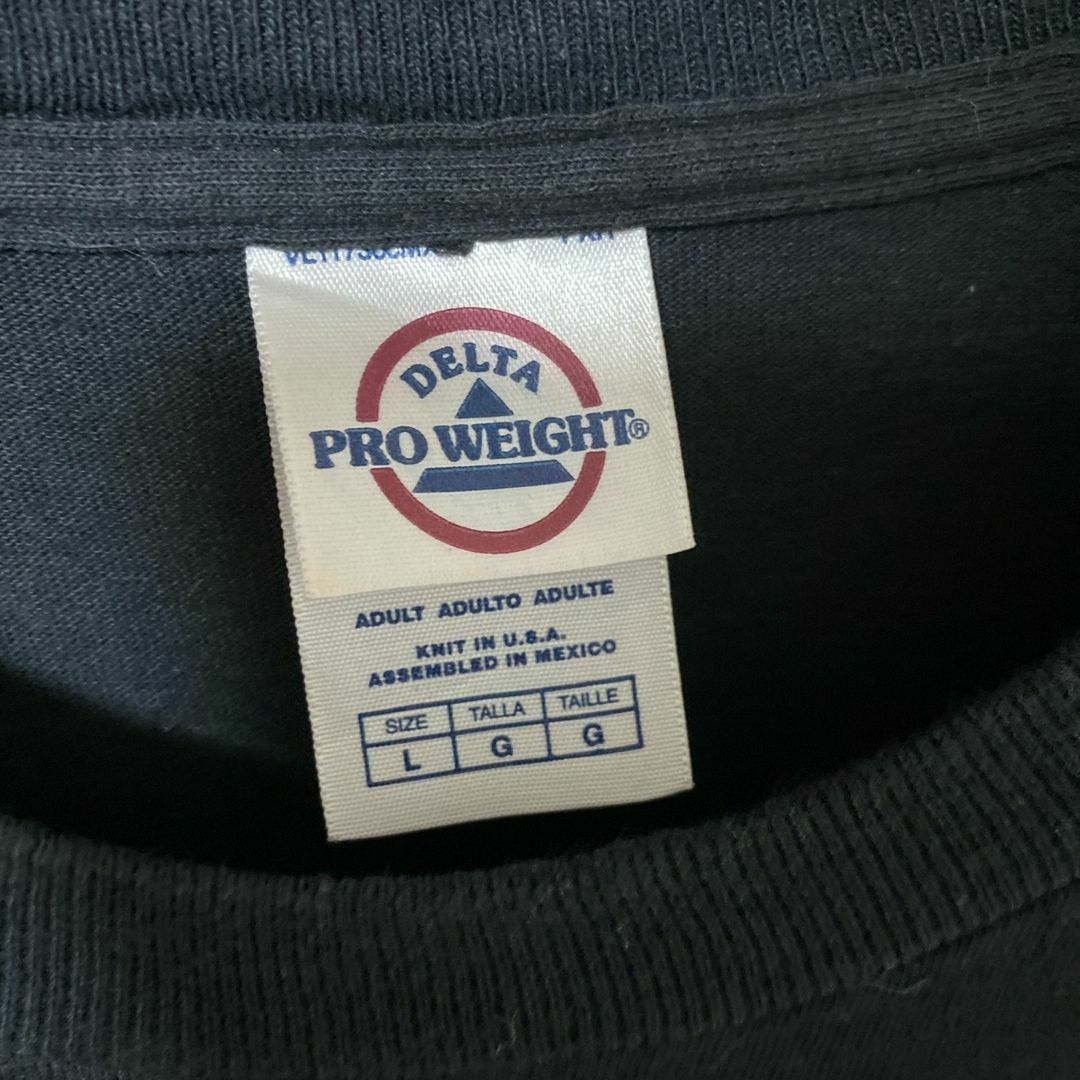 DELTA
PRO WEIGHT®
ADULT ADULTO ADULTE
KNIT IN U.S.A.
ASSEMBLED IN MEXICO
SIZE TALLA TAILLE
L G G